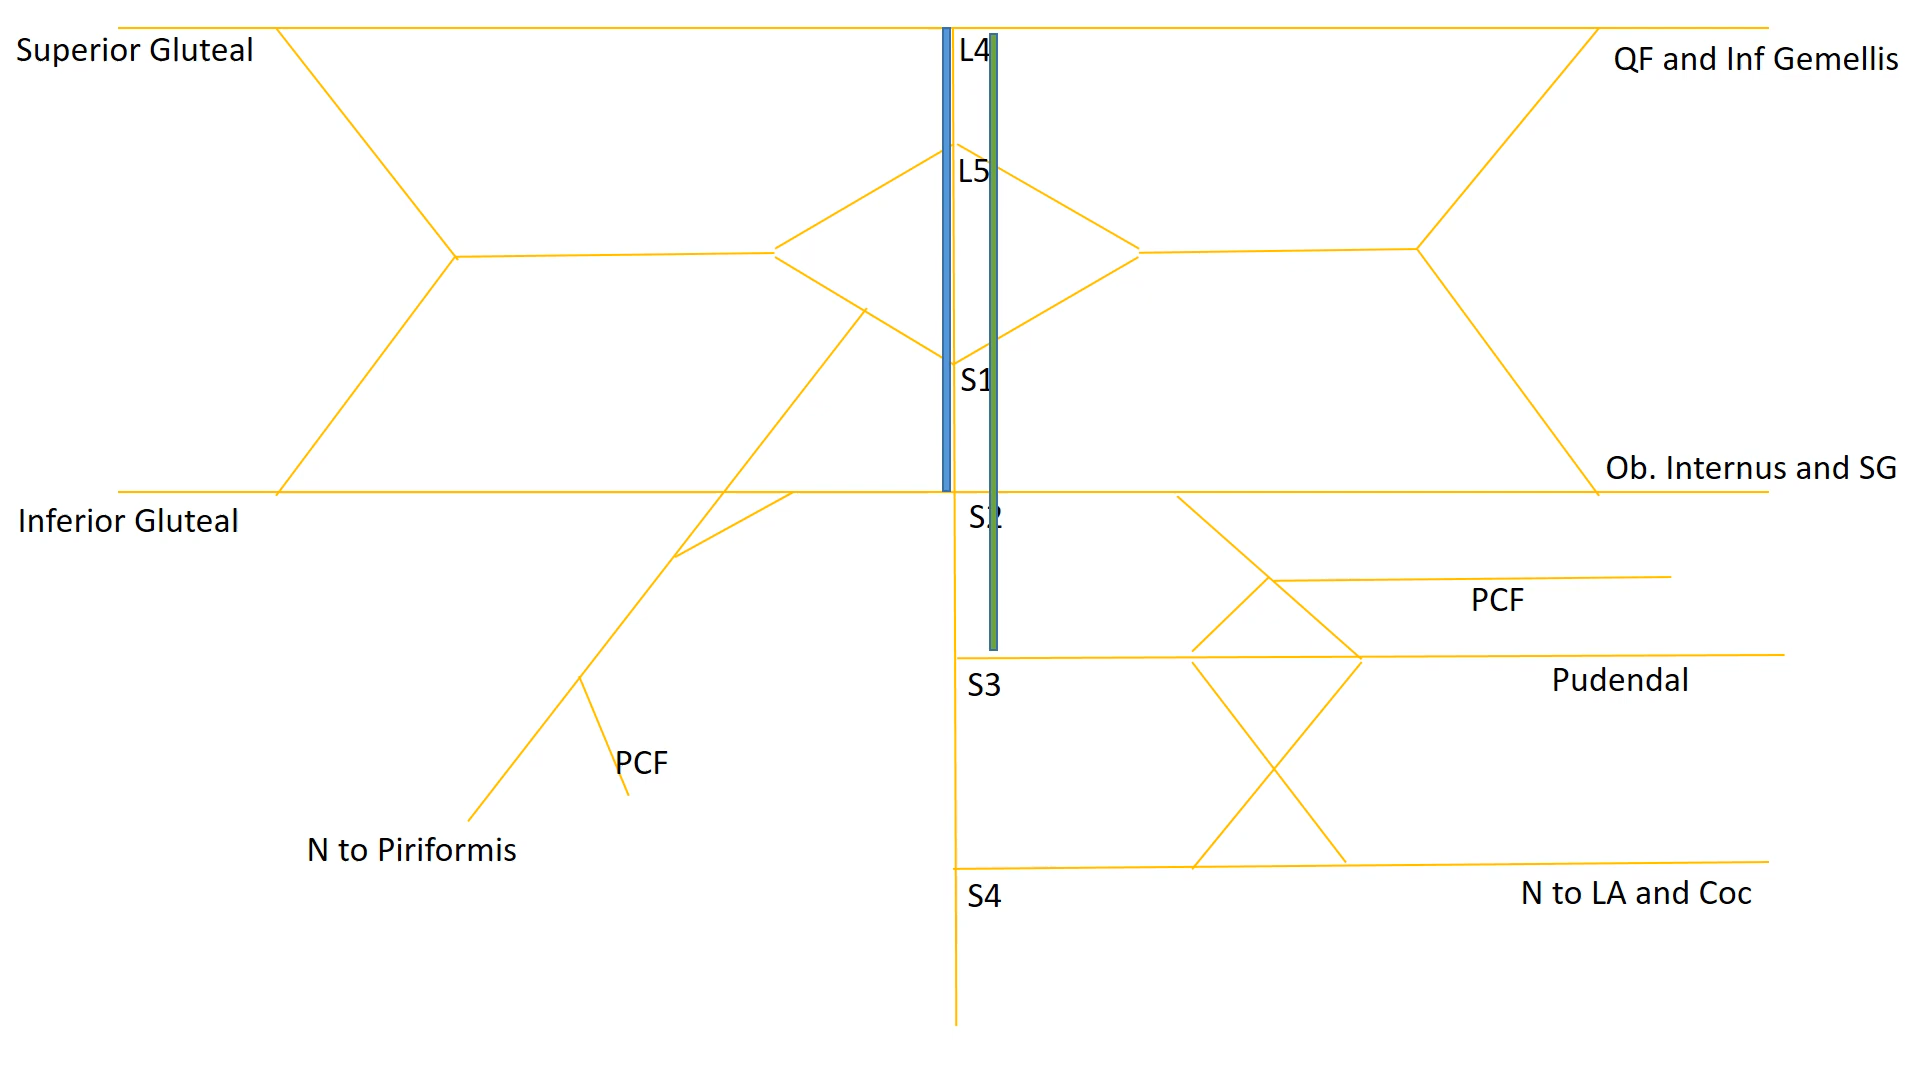 Superior Gluteal
L4
QF and Inf Gemellis
L5
S1
Ob. Internus and SG
Inferior Gluteal
S2
PCF
S3
Pudendal
PCF
N to Piriformis
S4
N to LA and Coc